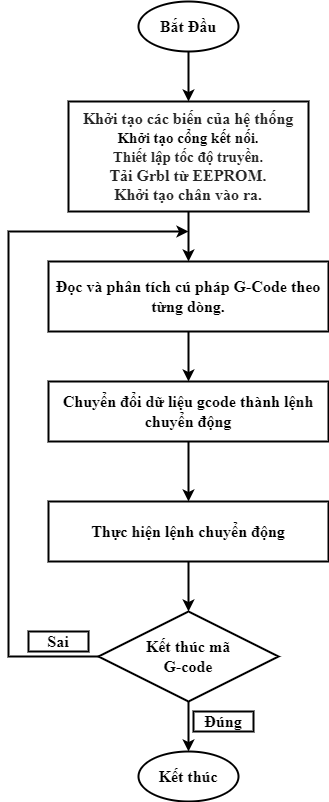 Bắt Đầu
Khởi tạo các biến của hệ thống
Khởi tạo cổng kết nối.
Thiết lập tốc độ truyền.
Tải Grbl từ EEPROM.
Khởi tạo chân vào ra.
Đọc và phân tích cú pháp G-Code theo
từng dòng.
Chuyển đổi dữ liệu gcode thành lệnh
chuyển động
Thực hiện lệnh chuyển động
Kết thúc mã
G-code
Sai
Đúng
Kết thúc